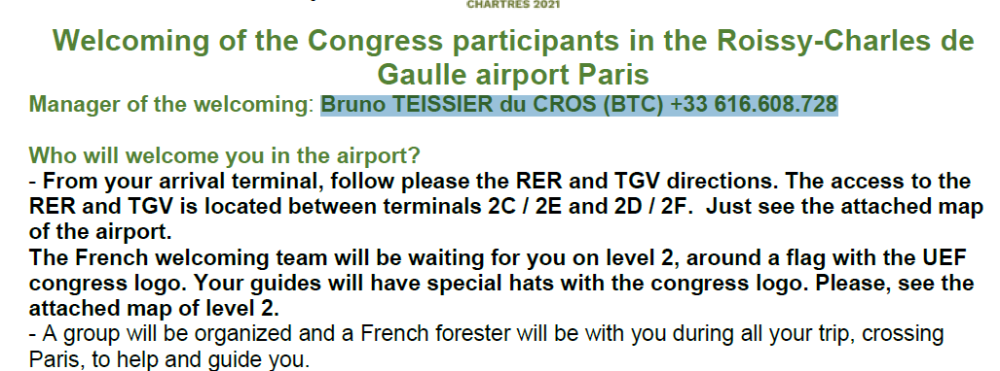 CHARTRES 2021
Welcoming of the Congress participants in the Roissy-Charles de
Gaulle airport Paris
Manager of the welcoming: Bruno TEISSIER du CROS (BTC) +33 616.608.728
Who will welcome you in the airport?
- From your arrival terminal, follow please the RER and TGV directions. The access to the
RER and TGV is located between terminals 2C / 2E and 2D / 2F. Just see the attached map
of the airport.
The French welcoming team will be waiting for you on level 2, around a flag with the UEF
congress logo. Your guides will have special hats with the congress logo. Please, see the
attached map of level 2.
- A group will be organized and a French forester will be with you during all your trip, crossing
Paris, to help and guide you.